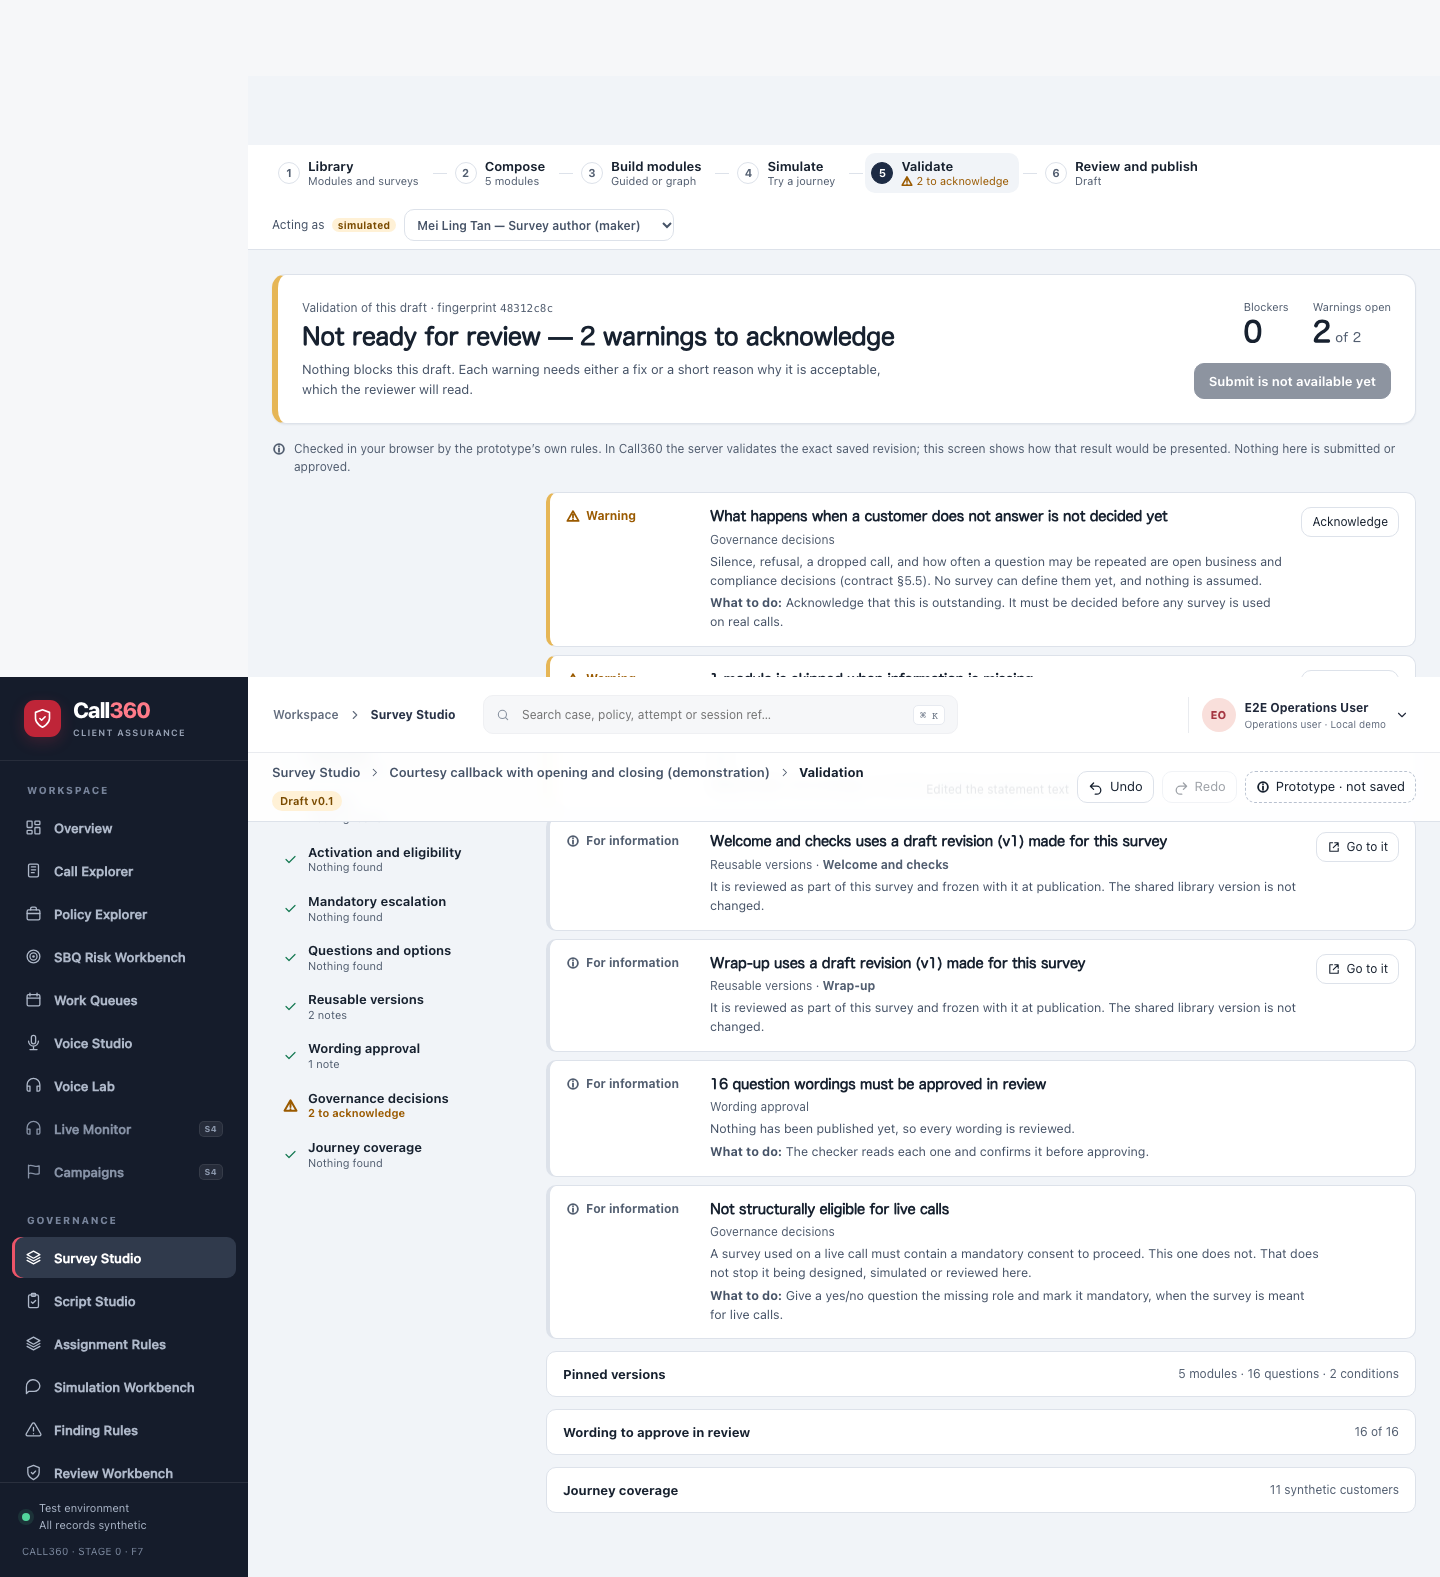 1 Library
Modules and surveys
2 Compose
5 modules
3 Build modules
Guided or graph
4 Simulate
Try a journey
5 Validate
2 to acknowledge
6 Review and publish
Draft
Acting as simulated Mei Ling Tan — Survey author (maker)
Validation of this draft · fingerprint 48312c8c
Not ready for review — 2 warnings to acknowledge
Nothing blocks this draft. Each warning needs either a fix or a short reason why it is acceptable,
which the reviewer will read.
Blockers
0
Warnings open
2 of 2
Submit is not available yet
Checked in your browser by the prototype’s own rules. In Call360 the server validates the exact saved revision; this screen shows how that result would be presented. Nothing here is submitted or
approved.
Warning
What happens when a customer does not answer is not decided yet
Acknowledge
Governance decisions
Silence, refusal, a dropped call, and how often a question may be repeated are open business and
compliance decisions (contract §5.5). No survey can define them yet, and nothing is assumed.
What to do: Acknowledge that this is outstanding. It must be decided before any survey is used
on real calls.
Warning
1 module is skipped when information is missing
Call360
CLIENT ASSURANCE
Workspace > Survey Studio
Search case, policy, attempt or session ref...
⌘ K
EO
E2E Operations User
Operations user · Local demo
Survey Studio > Courtesy callback with opening and closing (demonstration) > Validation
Draft v0.1
Edited the statement text
Undo
Redo
Prototype · not saved
WORKSPACE
Overview
Call Explorer
Policy Explorer
SBQ Risk Workbench
Work Queues
Voice Studio
Voice Lab
Live Monitor S4
Campaigns S4
GOVERNANCE
Survey Studio
Script Studio
Assignment Rules
Simulation Workbench
Finding Rules
Review Workbench
Test environment
All records synthetic
CALL360 · STAGE 0 · F7
Activation and eligibility
Nothing found
Mandatory escalation
Nothing found
Questions and options
Nothing found
Reusable versions
2 notes
Wording approval
1 note
Governance decisions
2 to acknowledge
Journey coverage
Nothing found
For information
Welcome and checks uses a draft revision (v1) made for this survey
Go to it
Reusable versions · Welcome and checks
It is reviewed as part of this survey and frozen with it at publication. The shared library version is not
changed.
For information
Wrap-up uses a draft revision (v1) made for this survey
Go to it
Reusable versions · Wrap-up
It is reviewed as part of this survey and frozen with it at publication. The shared library version is not
changed.
For information
16 question wordings must be approved in review
Wording approval
Nothing has been published yet, so every wording is reviewed.
What to do: The checker reads each one and confirms it before approving.
For information
Not structurally eligible for live calls
Governance decisions
A survey used on a live call must contain a mandatory consent to proceed. This one does not. That does
not stop it being designed, simulated or reviewed here.
What to do: Give a yes/no question the missing role and mark it mandatory, when the survey is meant
for live calls.
Pinned versions
5 modules · 16 questions · 2 conditions
Wording to approve in review
16 of 16
Journey coverage
11 synthetic customers